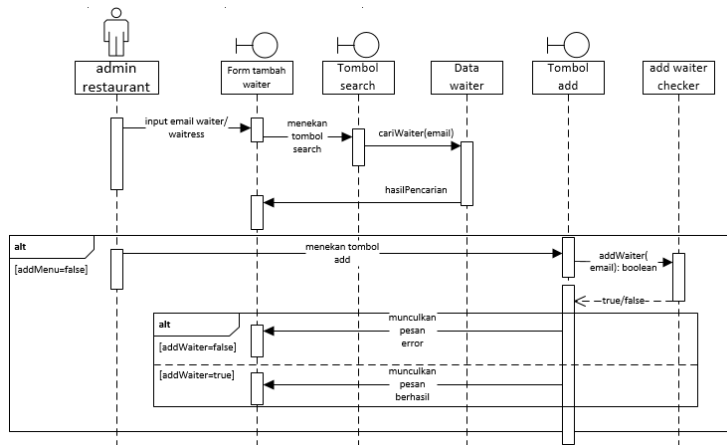 admin
restaurant
Form tambah
waiter
Tombol
search
Data
waiter
Tombol
add
add waiter
checker
input email waiter/
waitress
menekan
tombol
search
cariWaiter(email)
hasilPencarian
alt
[addMenu=false]
menekan tombol
add
addWaiter(
email): boolean
true/false
alt
[addWaiter=false]
munculkan
pesan
error
[addWaiter=true]
munculkan
pesan
berhasil